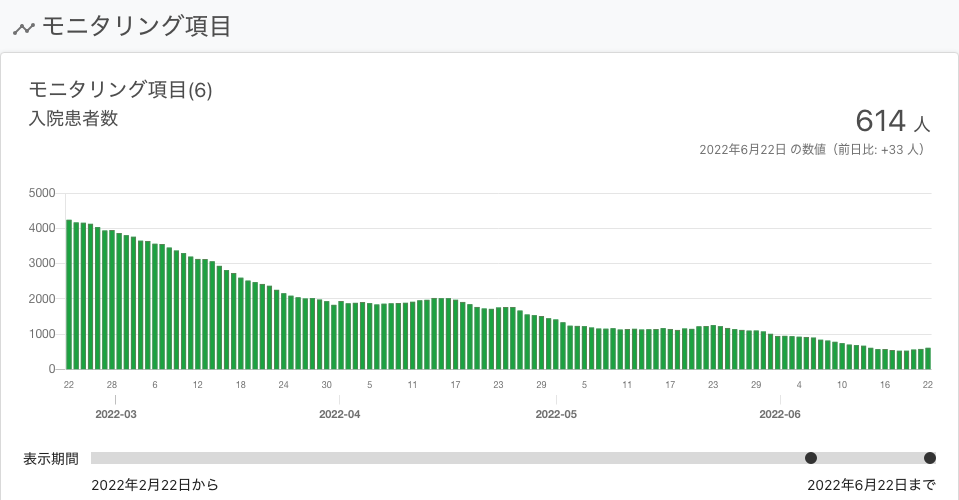 モニタリング項目
モニタリング項目(6)
入院患者数
614 人
2022年6月22日 の数値（前日比: +33 人）
5000
4000
3000
2000
1000
0
22 28 6 12 18 24 30 5 11 17 23 29 5 11 17 23 29 4 10 16 22
2022-03 2022-04 2022-05 2022-06
表示期間
2022年2月22日から 2022年6月22日まで